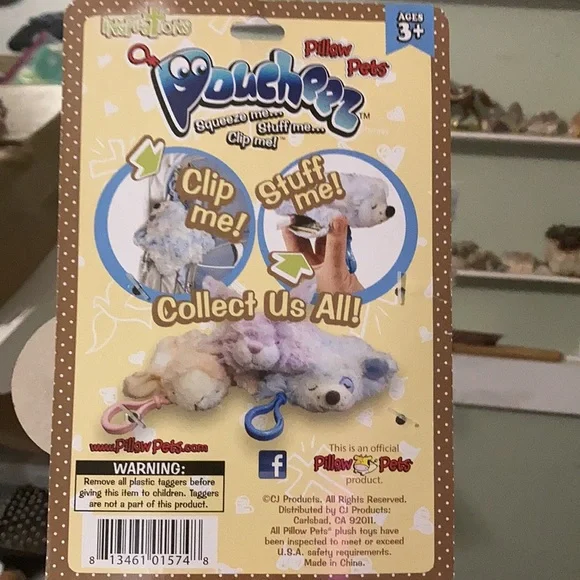 Inspirations
AGES
3+
Pillow
Pets
Poucheez™
Squeeze me...
Stuff me...
Clip me!™
Clip
me!
Stuff
me!
Collect Us All!
www.PillowPets.com
WARNING:
Remove all plastic taggers before
giving this item to children. Taggers
are not a part of this product.
f
This is an official
Pillow Pets
product.
©CJ Products. All Rights Reserved.
Distributed by CJ Products:
Carlsbad, CA 92011.
All Pillow Pets® plush toys have
been inspected to meet or exceed
U.S.A. safety requirements.
Made in China.
8 13461 01574 8